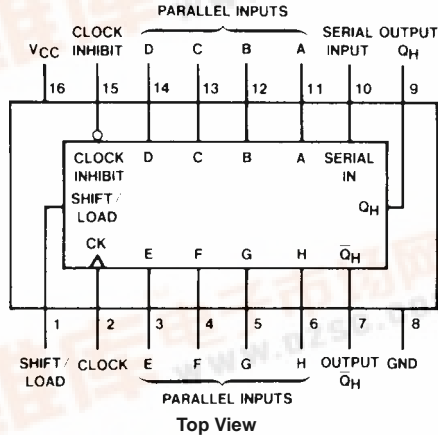 PARALLEL INPUTS
CLOCK SERIAL OUTPUT
VCC INHIBIT D C B A INPUT QH
16 15 14 13 12 11 10 9
CLOCK D C B A SERIAL
INHIBIT IN
SHIFT/ QH
LOAD
CK E F G H Q̅H
1 2 3 4 5 6 7 8
SHIFT/ CLOCK E F G H OUTPUT GND
LOAD Q̅H
PARALLEL INPUTS
Top View